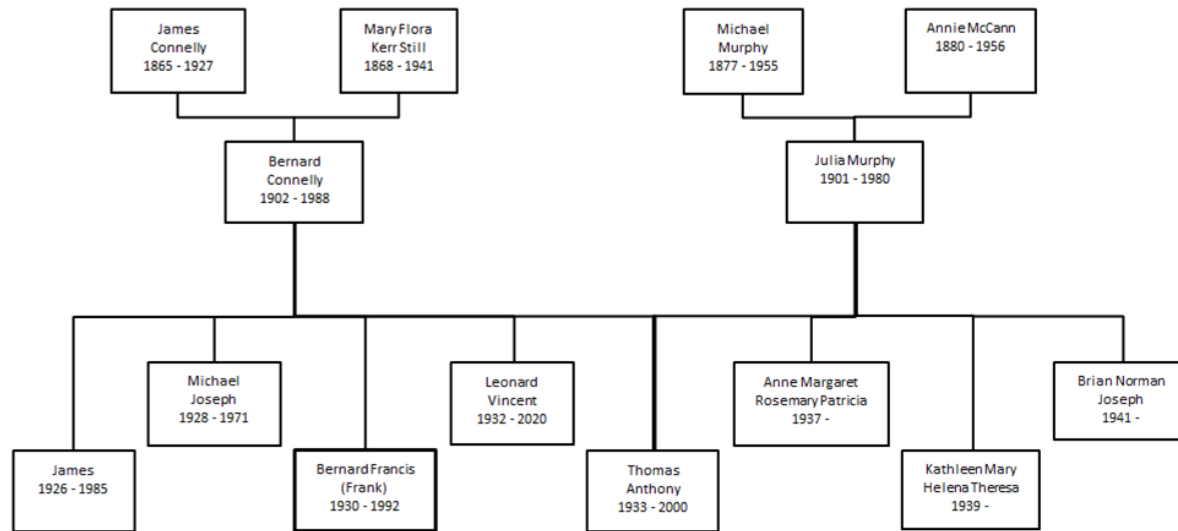 James
Connelly
1865 - 1927
Mary Flora
Kerr Still
1868 - 1941
Michael
Murphy
1877 - 1955
Annie McCann
1880 - 1956
Bernard
Connelly
1902 - 1988
Julia Murphy
1901 - 1980
Michael
Joseph
1928 - 1971
Leonard
Vincent
1932 - 2020
Anne Margaret
Rosemary Patricia
1937 -
Brian Norman
Joseph
1941 -
James
1926 - 1985
Bernard Francis
(Frank)
1930 - 1992
Thomas
Anthony
1933 - 2000
Kathleen Mary
Helena Theresa
1939 -